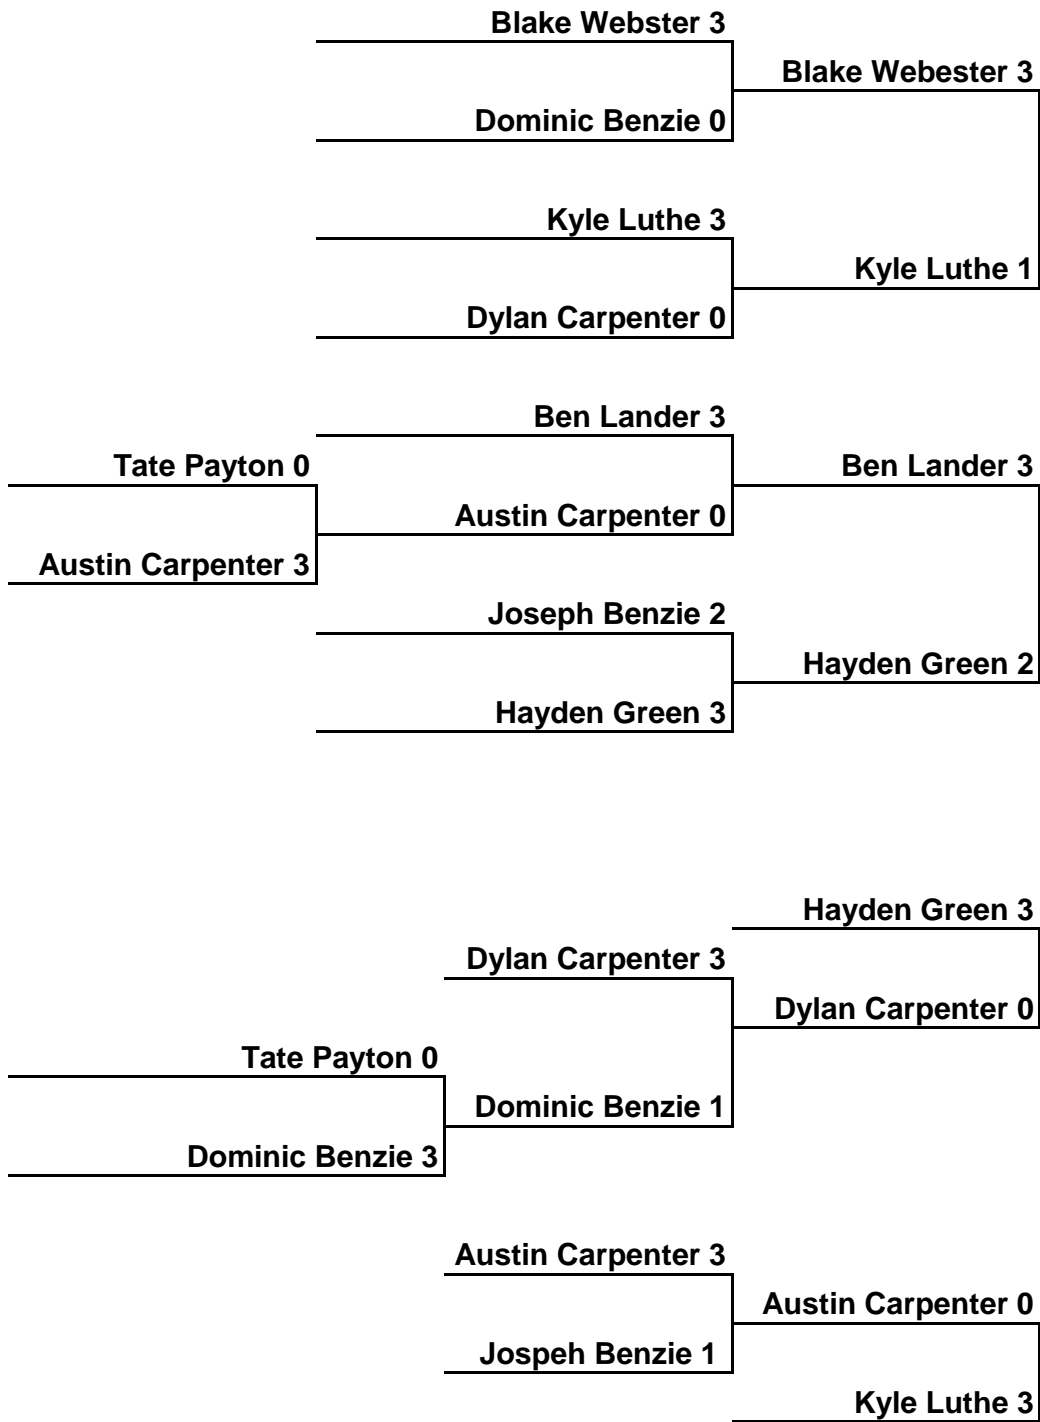 Blake Webster 3
Blake Webester 3
Dominic Benzie 0
Kyle Luthe 3
Kyle Luthe 1
Dylan Carpenter 0
Ben Lander 3
Tate Payton 0
Ben Lander 3
Austin Carpenter 0
Austin Carpenter 3
Joseph Benzie 2
Hayden Green 2
Hayden Green 3
Hayden Green 3
Dylan Carpenter 3
Dylan Carpenter 0
Tate Payton 0
Dominic Benzie 1
Dominic Benzie 3
Austin Carpenter 3
Austin Carpenter 0
Jospeh Benzie 1
Kyle Luthe 3